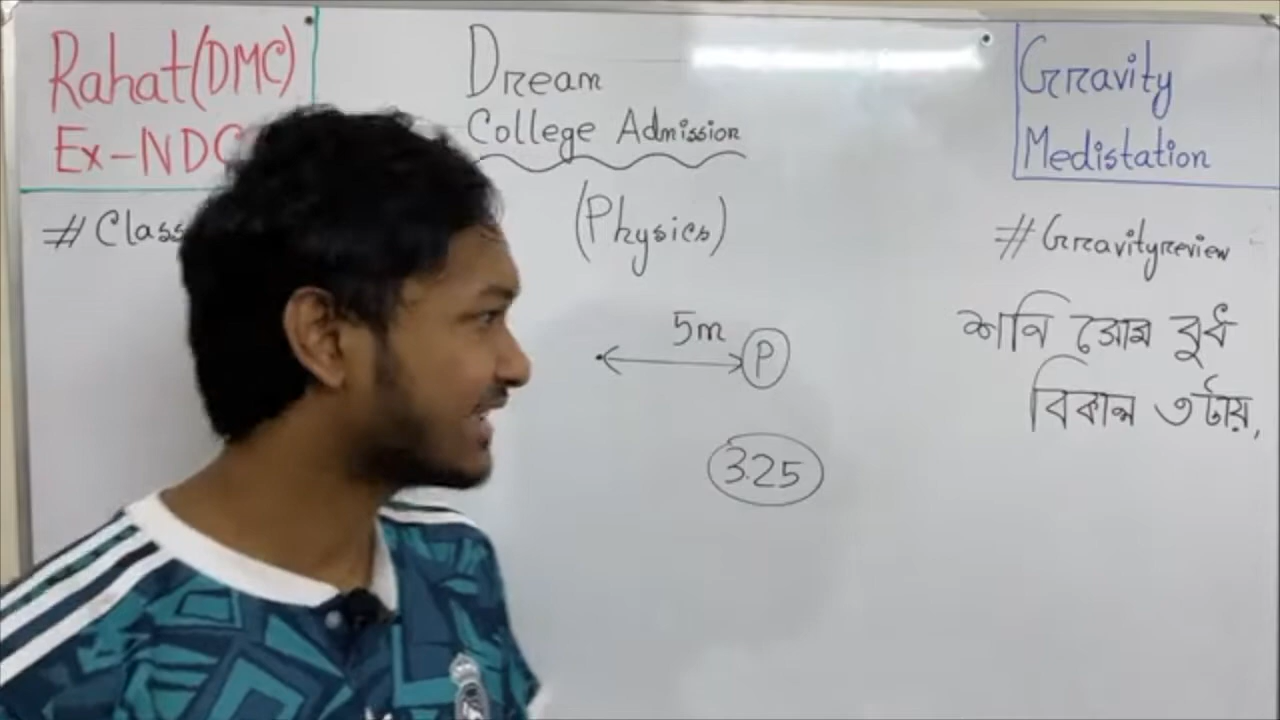 Rahat(DMC)
Ex-NDC
Dream
College Admission
(Physics)
Gravity
Medistation
#Class
#Gravityreview
শনি সোম বুধ
বিকাল ৩টায়,
5m
P
3.25